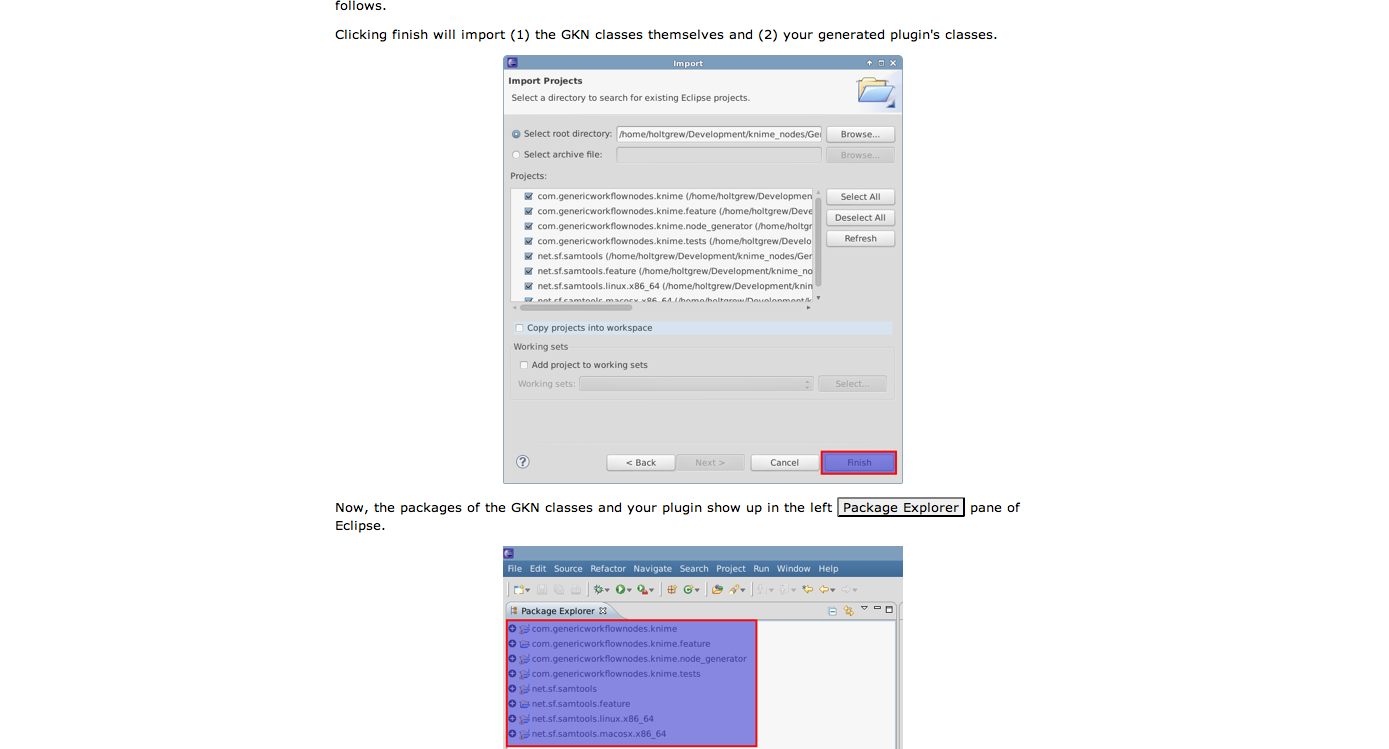 follows.
Clicking finish will import (1) the GKN classes themselves and (2) your generated plugin's classes.
Import
Import Projects
Select a directory to search for existing Eclipse projects.
Select root directory: /home/holtgrew/Development/knime_nodes/Ge Browse...
Select archive file: Browse...
Projects:
com.genericworkflownodes.knime (/home/holtgrew/Developmen
com.genericworkflownodes.knime.feature (/home/holtgrew/Deve
com.genericworkflownodes.knime.node_generator (/home/holtgr
com.genericworkflownodes.knime.tests (/home/holtgrew/Develo
net.sf.samtools (/home/holtgrew/Development/knime_nodes/Ger
net.sf.samtools.feature (/home/holtgrew/Development/knime_no
net.sf.samtools.linux.x86_64 (/home/holtgrew/Development/knin
net.sf.samtools.macosx.x86_64 (/home/holtgrew/Development/k
Select All
Deselect All
Refresh
Copy projects into workspace
Working sets
Add project to working sets
Working sets: Select...
? < Back Next > Cancel Finish
Now, the packages of the GKN classes and your plugin show up in the left Package Explorer pane of
Eclipse.
File Edit Source Refactor Navigate Search Project Run Window Help
Package Explorer
com.genericworkflownodes.knime
com.genericworkflownodes.knime.feature
com.genericworkflownodes.knime.node_generator
com.genericworkflownodes.knime.tests
net.sf.samtools
net.sf.samtools.feature
net.sf.samtools.linux.x86_64
net.sf.samtools.macosx.x86_64